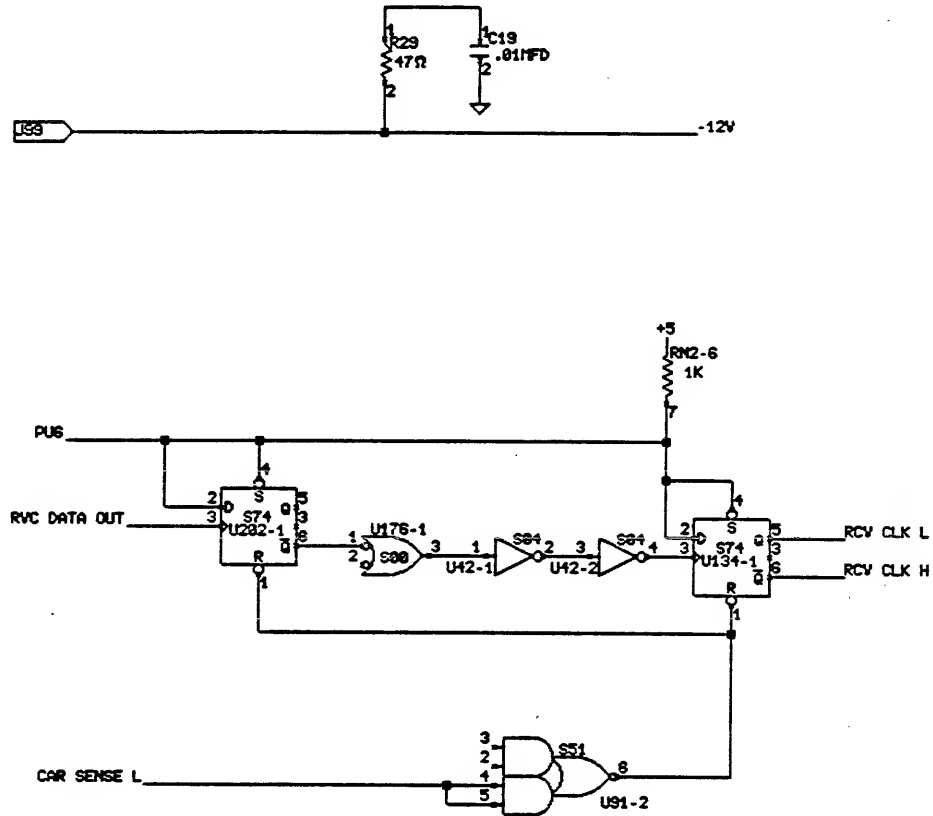 1 1
R29 C19
47Ω .01MFD
2 2
J99 -12V
+5
RN2-6
1K
7
PU6
4 4
2 D S 5 2 D S 5
S74 Q S74 Q
RVC DATA OUT 3 U202-1 3 3 U134-1 3 RCV CLK L
Q 6 U176-1 Q 6 RCV CLK H
1 2 S00 3 1 S04 2 3 S04 4
U42-1 U42-2
R R
1 1
3 S51
2
CAR SENSE L 4 6
5 U91-2